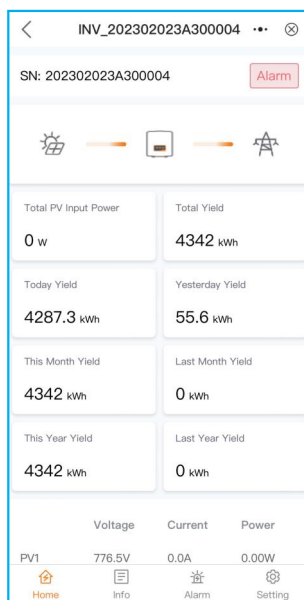 INV_202302023A300004
SN: 202302023A300004 Alarm
Total PV Input Power Total Yield
0 w 4342 kWh
Today Yield Yesterday Yield
4287.3 kWh 55.6 kWh
This Month Yield Last Month Yield
4342 kWh 0 kWh
This Year Yield Last Year Yield
4342 kWh 0 kWh
Voltage Current Power
PV1 776.5V 0.0A 0.00W
Home Info Alarm Setting